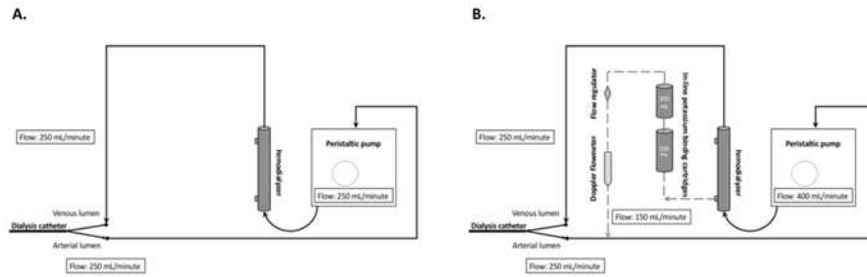 A.
Flow: 250 mL/minute
Venous lumen
Dialysis catheter
Arterial lumen
Flow: 250 mL/minute
hemodialyzer
Peristaltic pump
Flow: 250 mL/minute
B.
Flow: 250 mL/minute
Venous lumen
Dialysis catheter
Arterial lumen
Flow: 250 mL/minute
Flow regulator
Doppler flowmeter
Flow: 150 mL/minute
mL
mL
In-line potassium binding cartridges
hemodialyzer
Peristaltic pump
Flow: 400 mL/minute